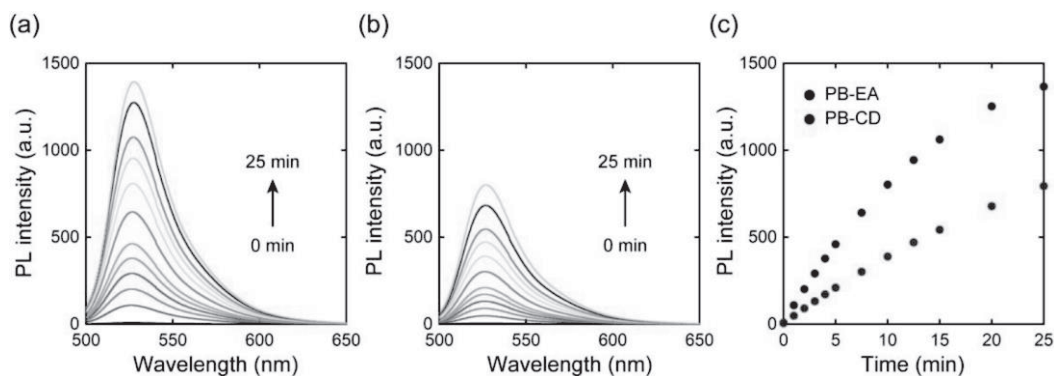 (a)
1500
1000
500
0
500
550
600
650
PL intensity (a.u.)
Wavelength (nm)
25 min
0 min
(b)
1500
1000
500
0
500
550
600
650
PL intensity (a.u.)
Wavelength (nm)
25 min
0 min
(c)
1500
1000
500
0
0
5
10
15
20
25
PL intensity (a.u.)
Time (min)
PB-EA
PB-CD